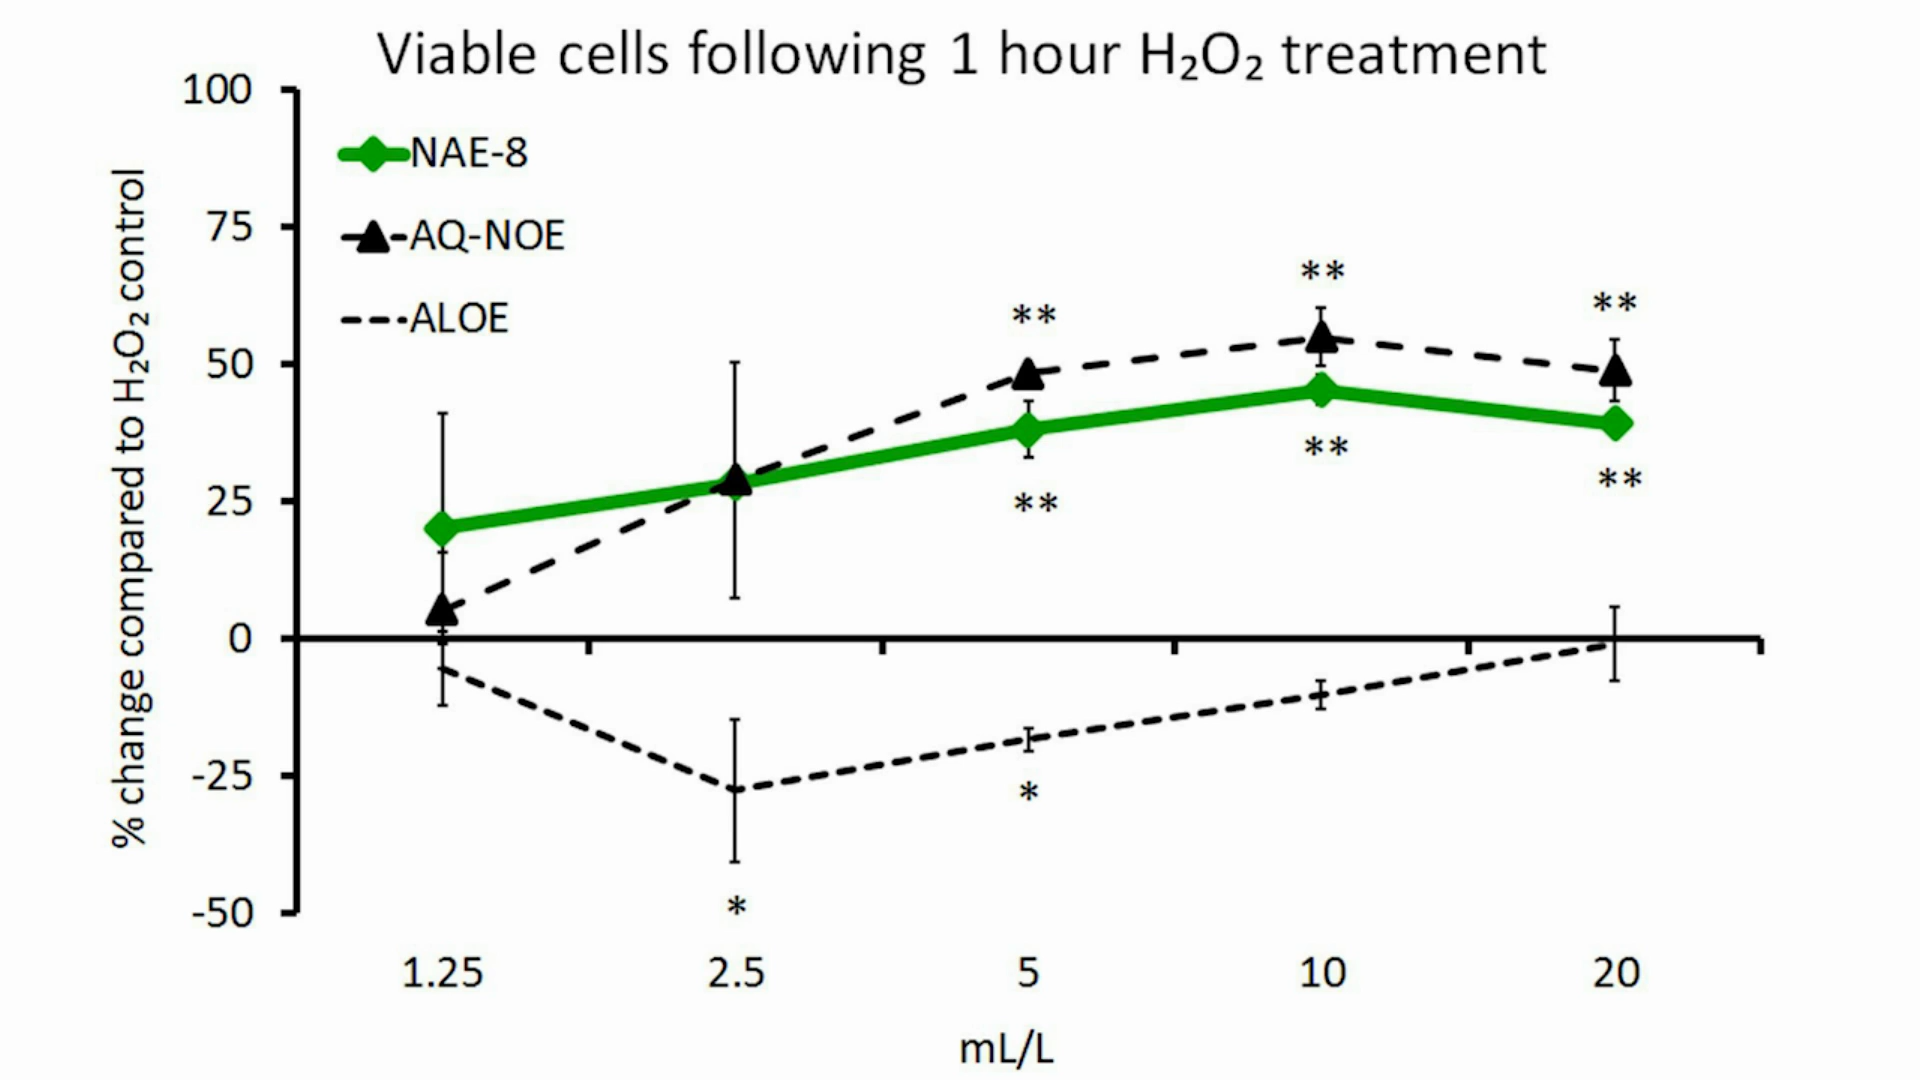 Viable cells following 1 hour H₂O₂ treatment
100
75
50
25
0
-25
-50
% change compared to H₂O₂ control
NAE-8
AQ-NOE
ALOE
**
**
**
**
**
**
*
*
1.25 2.5 5 10 20
mL/L